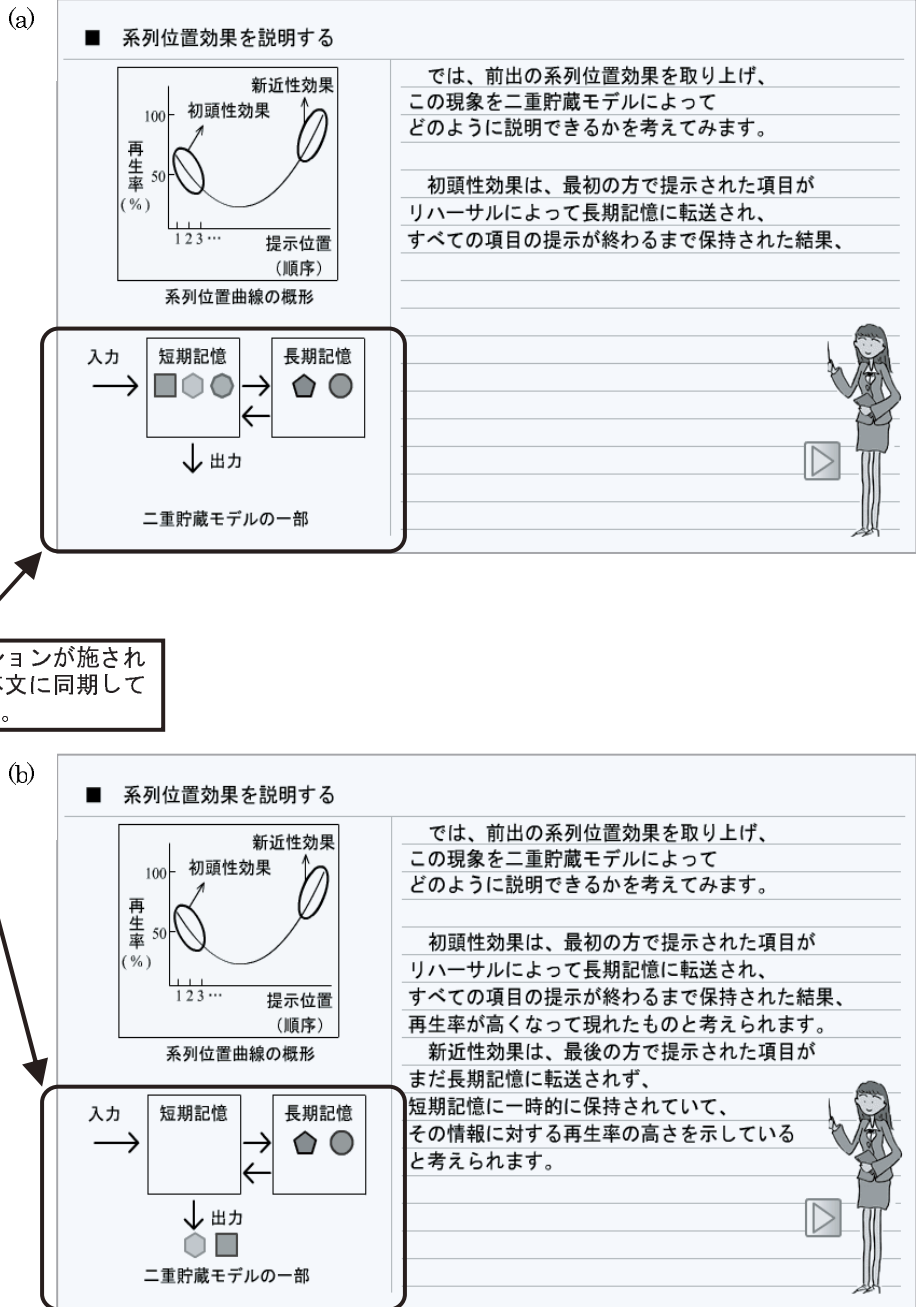 (a)
■ 系列位置効果を説明する
新近性効果
初頭性効果
100
再生率
50
(%)
1 2 3 …
提示位置
（順序）
系列位置曲線の概形
入力
短期記憶
長期記憶
出力
二重貯蔵モデルの一部
では、前出の系列位置効果を取り上げ、
この現象を二重貯蔵モデルによって
どのように説明できるかを考えてみます。
初頭性効果は、最初の方で提示された項目が
リハーサルによって長期記憶に転送され、
すべての項目の提示が終わるまで保持された結果、
ションが施され
本文に同期して
。
(b)
■ 系列位置効果を説明する
新近性効果
初頭性効果
100
再生率
50
(%)
1 2 3 …
提示位置
（順序）
系列位置曲線の概形
入力
短期記憶
長期記憶
出力
二重貯蔵モデルの一部
では、前出の系列位置効果を取り上げ、
この現象を二重貯蔵モデルによって
どのように説明できるかを考えてみます。
初頭性効果は、最初の方で提示された項目が
リハーサルによって長期記憶に転送され、
すべての項目の提示が終わるまで保持された結果、
再生率が高くなって現れたものと考えられます。
新近性効果は、最後の方で提示された項目が
まだ長期記憶に転送されず、
短期記憶に一時的に保持されていて、
その情報に対する再生率の高さを示している
と考えられます。